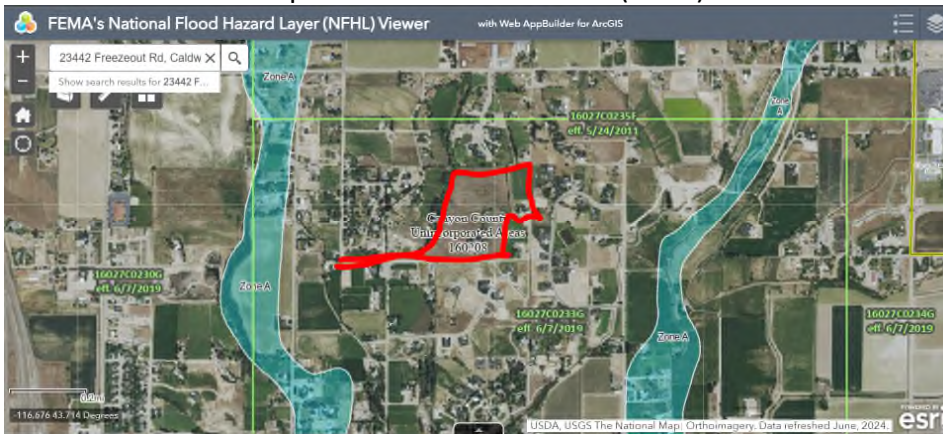 FEMA's National Flood Hazard Layer (NFHL) Viewer
with Web AppBuilder for ArcGIS
23442 Freezeout Rd, Caldw
Show search results for 23442 F...
Zone A
Zone
A
16027C0235F
eff. 5/24/2011
Canyon County
Unincorporated Areas
160208
16027C0230G
eff. 6/7/2019
Zone A
16027C0233G
eff. 6/7/2019
16027C0234G
eff. 6/7/2019
Zone A
0.2mi
-116.676 43.714 Degrees
USDA, USGS The National Map: Orthoimagery. Data refreshed June, 2024.
POWERED BY
esri